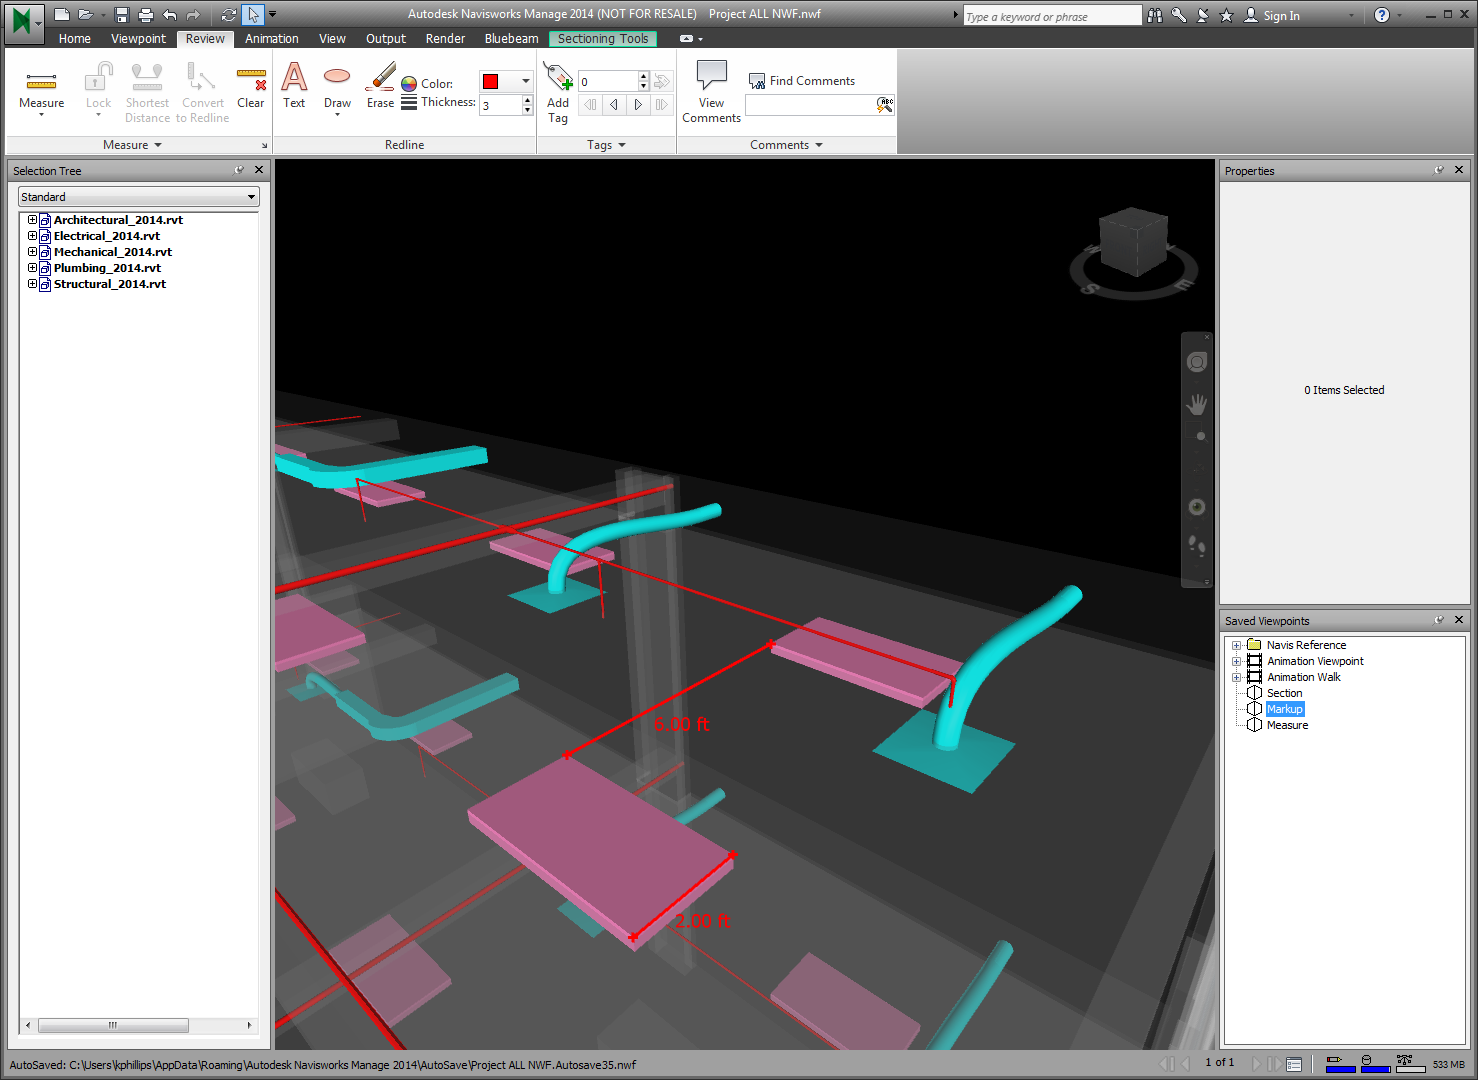 Autodesk Navisworks Manage 2014 (NOT FOR RESALE) Project ALL NWF.nwf
Type a keyword or phrase
Sign In
Home Viewpoint Review Animation View Output Render Bluebeam Sectioning Tools
Measure
Lock
Shortest Distance
Convert to Redline
Clear
Text
Draw
Erase
Color:
Thickness: 3
Add Tag
0
View Comments
Find Comments
ABC
Measure
Redline
Tags
Comments
Selection Tree
Standard
Architectural_2014.rvt
Electrical_2014.rvt
Mechanical_2014.rvt
Plumbing_2014.rvt
Structural_2014.rvt
S
E
6.00 ft
2.00 ft
Properties
0 Items Selected
Saved Viewpoints
Navis Reference
Animation Viewpoint
Animation Walk
Section
Markup
Measure
AutoSaved: C:\Users\kphillips\AppData\Roaming\Autodesk Navisworks Manage 2014\AutoSave\Project ALL NWF.Autosave35.nwf
1 of 1
533 MB